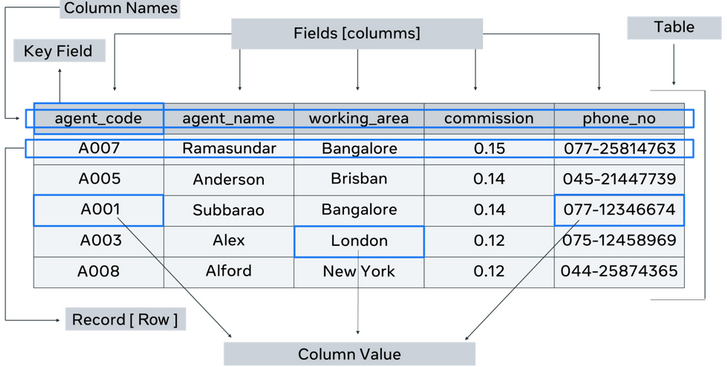 Column Names
Fields [columms]
Table
Key Field
agent_code agent_name working_area commission phone_no
A007 Ramasundar Bangalore 0.15 077-25814763
A005 Anderson Brisban 0.14 045-21447739
A001 Subbarao Bangalore 0.14 077-12346674
A003 Alex London 0.12 075-12458969
A008 Alford New York 0.12 044-25874365
Record [ Row ]
Column Value